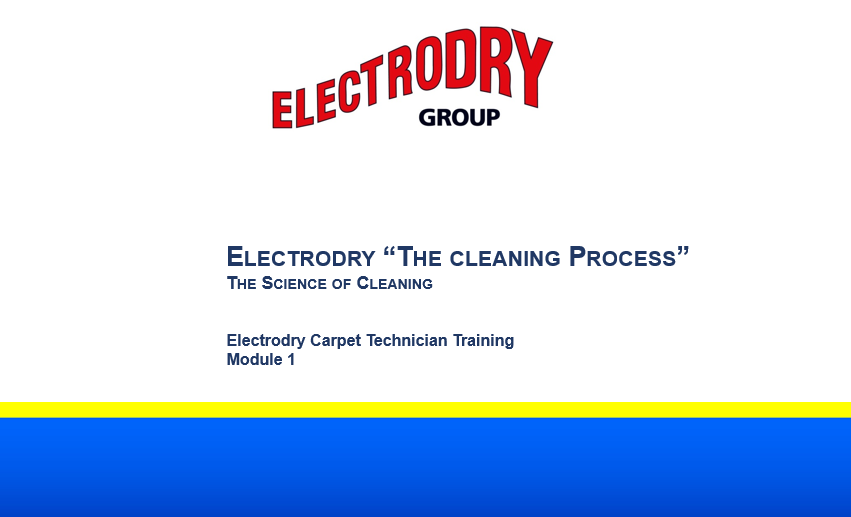 ELECTRODRY
GROUP
ELECTRODRY “THE CLEANING PROCESS”
THE SCIENCE OF CLEANING
Electrodry Carpet Technician Training
Module 1